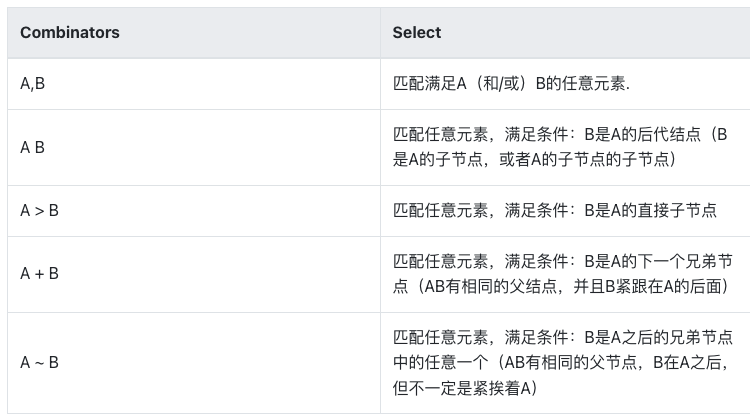 Combinators
Select
A,B
匹配满足A（和/或）B的任意元素.
A B
匹配任意元素，满足条件：B是A的后代结点（B
是A的子节点，或者A的子节点的子节点）
A > B
匹配任意元素，满足条件：B是A的直接子节点
A + B
匹配任意元素，满足条件：B是A的下一个兄弟节
点（AB有相同的父结点，并且B紧跟在A的后面）
A ~ B
匹配任意元素，满足条件：B是A之后的兄弟节点
中的任意一个（AB有相同的父节点，B在A之后，
但不一定是紧挨着A）